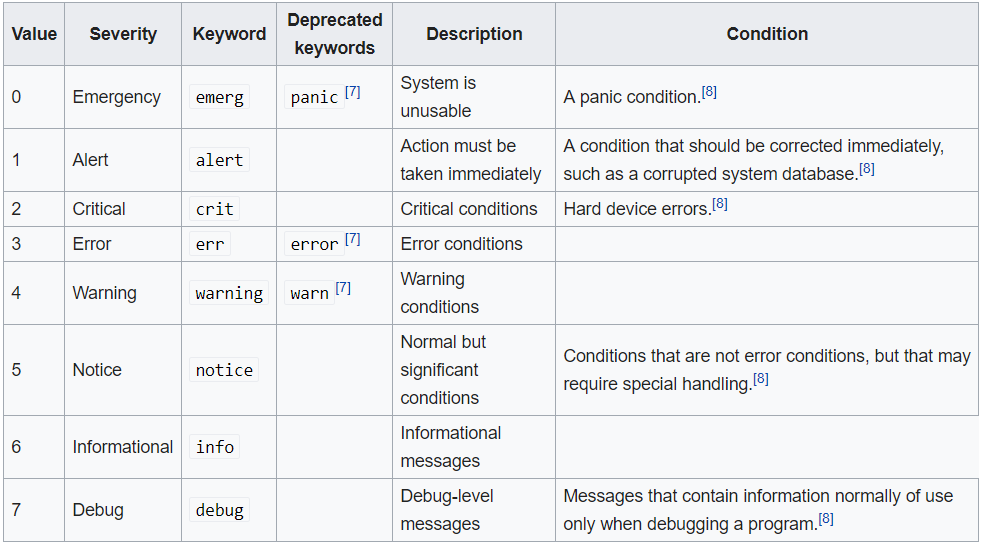 Value Severity Keyword Deprecated keywords Description Condition
0 Emergency emerg panic [7] System is unusable A panic condition.[8]
1 Alert alert Action must be taken immediately A condition that should be corrected immediately, such as a corrupted system database.[8]
2 Critical crit Critical conditions Hard device errors.[8]
3 Error err error [7] Error conditions
4 Warning warning warn [7] Warning conditions
5 Notice notice Normal but significant conditions Conditions that are not error conditions, but that may require special handling.[8]
6 Informational info Informational messages
7 Debug debug Debug-level messages Messages that contain information normally of use only when debugging a program.[8]